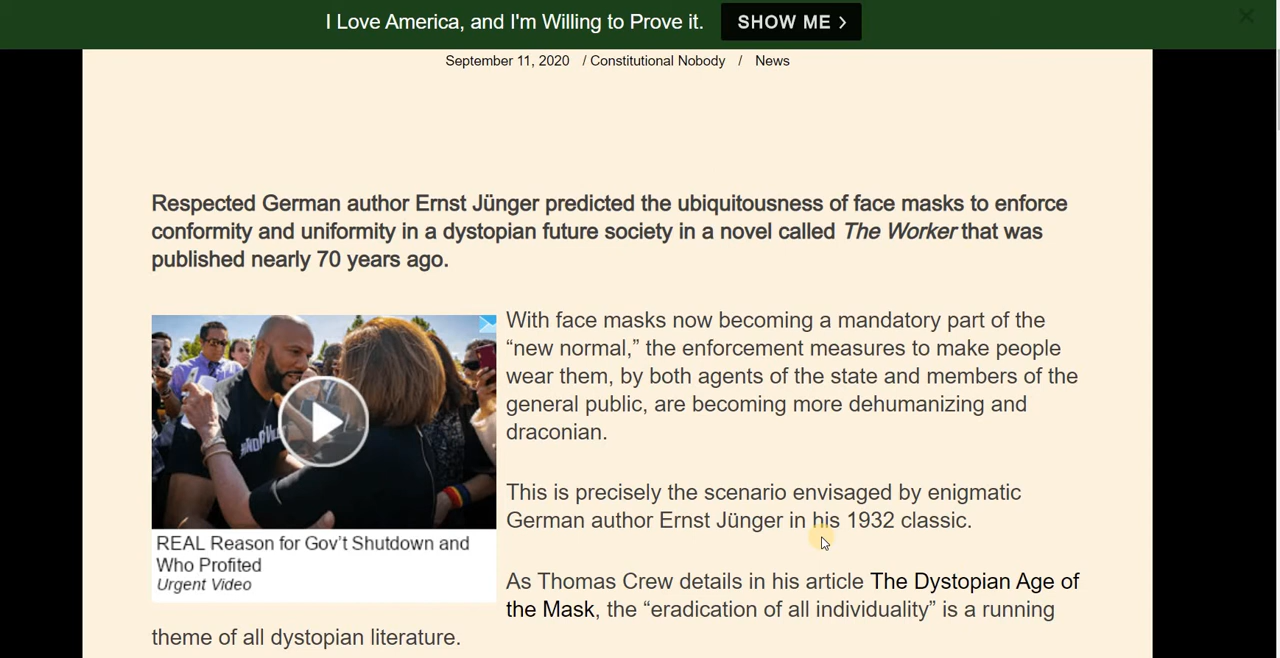 I Love America, and I'm Willing to Prove it. SHOW ME >
September 11, 2020 / Constitutional Nobody / News
Respected German author Ernst Jünger predicted the ubiquitousness of face masks to enforce
conformity and uniformity in a dystopian future society in a novel called The Worker that was
published nearly 70 years ago.
With face masks now becoming a mandatory part of the
“new normal,” the enforcement measures to make people
wear them, by both agents of the state and members of the
general public, are becoming more dehumanizing and
draconian.
This is precisely the scenario envisaged by enigmatic
German author Ernst Jünger in his 1932 classic.
REAL Reason for Gov’t Shutdown and
Who Profited
Urgent Video
As Thomas Crew details in his article The Dystopian Age of
the Mask, the “eradication of all individuality” is a running
theme of all dystopian literature.